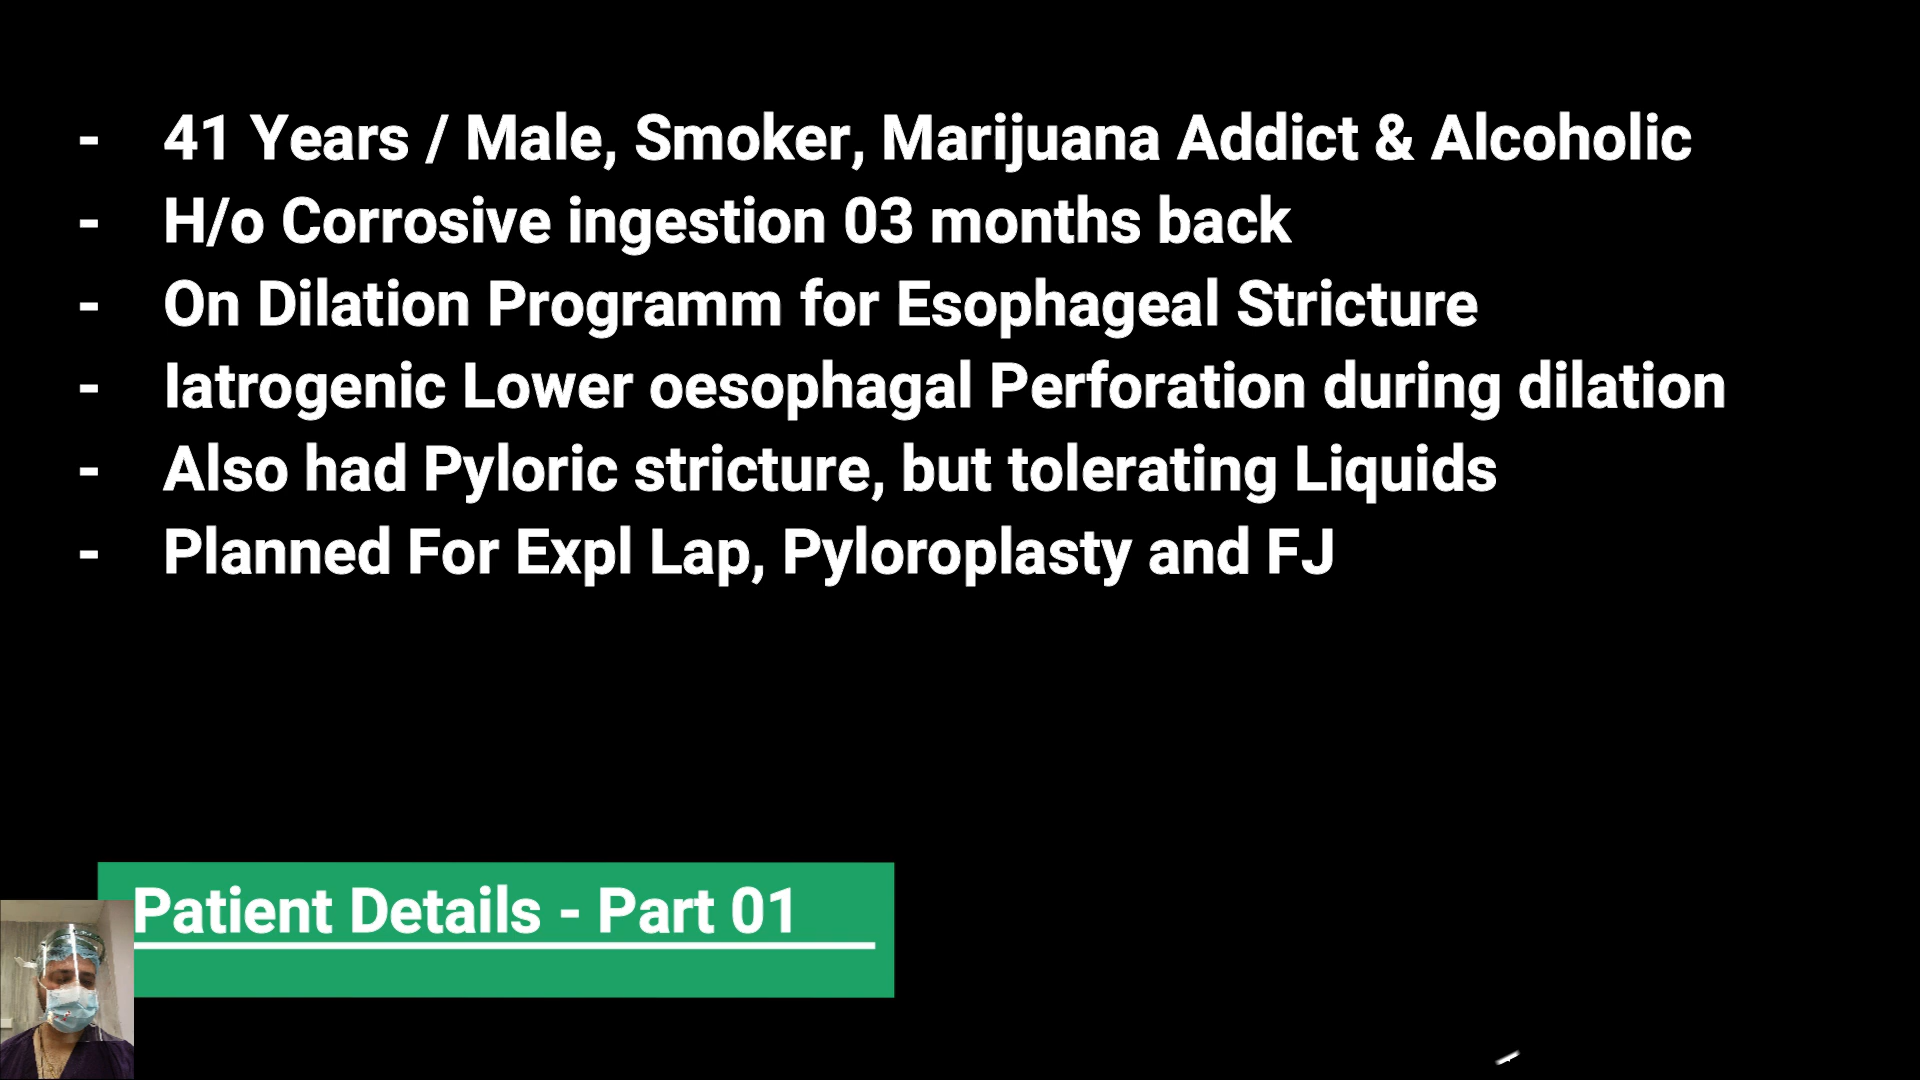 - 41 Years / Male, Smoker, Marijuana Addict & Alcoholic
- H/o Corrosive ingestion 03 months back
- On Dilation Programm for Esophageal Stricture
- Iatrogenic Lower oesophagal Perforation during dilation
- Also had Pyloric stricture, but tolerating Liquids
- Planned For Expl Lap, Pyloroplasty and FJ
Patient Details - Part 01